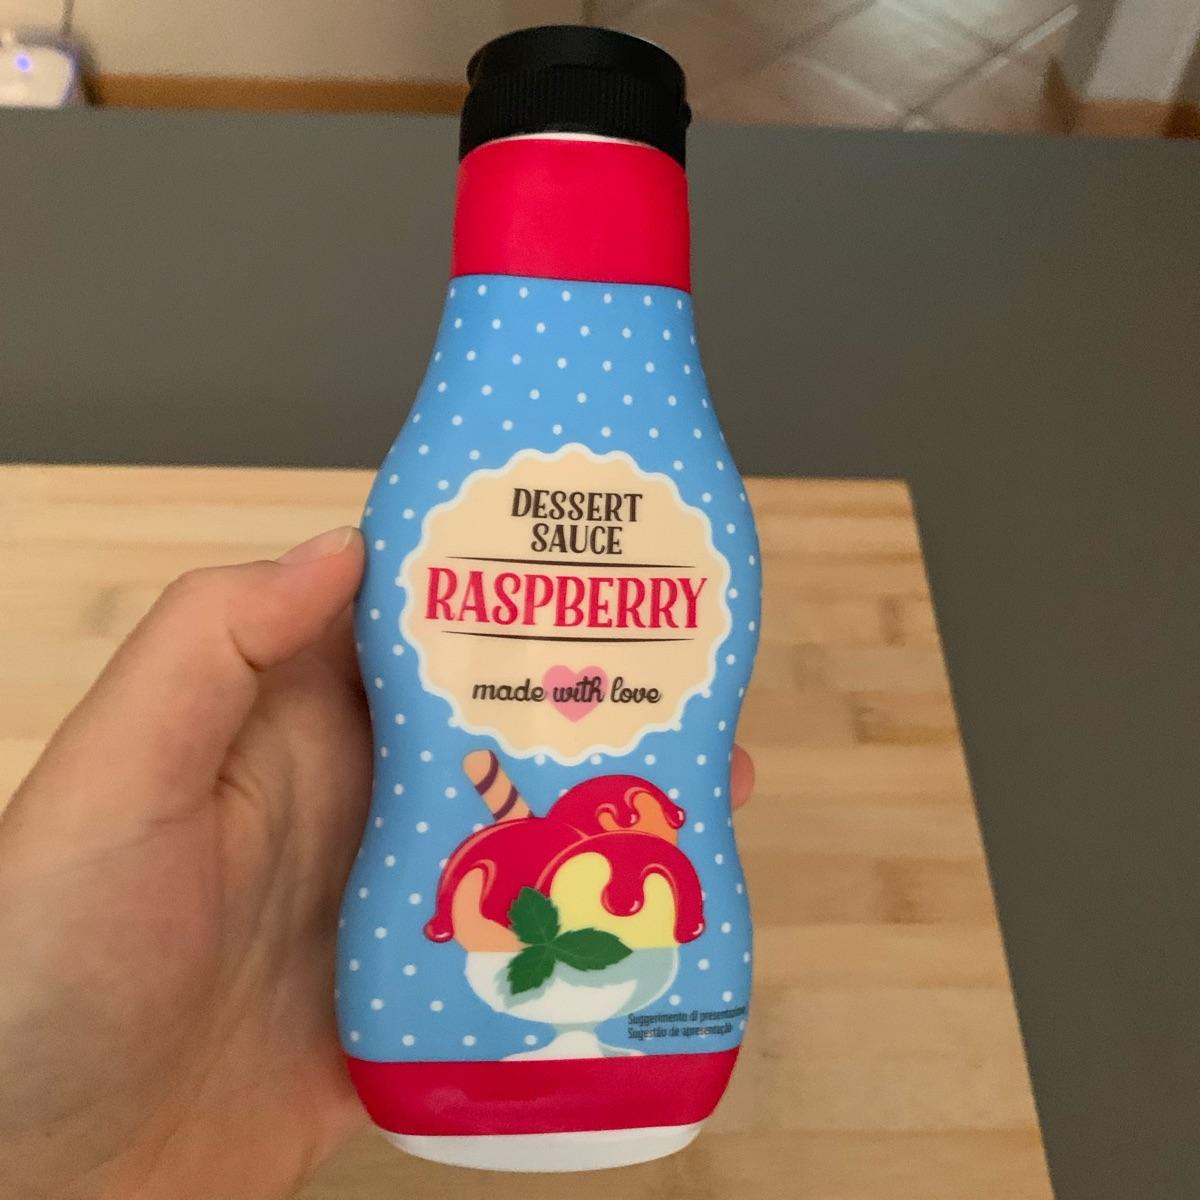 DESSERT
SAUCE
RASPBERRY
made with love
Suggerimento di presentazione
Sugestão de apresentação